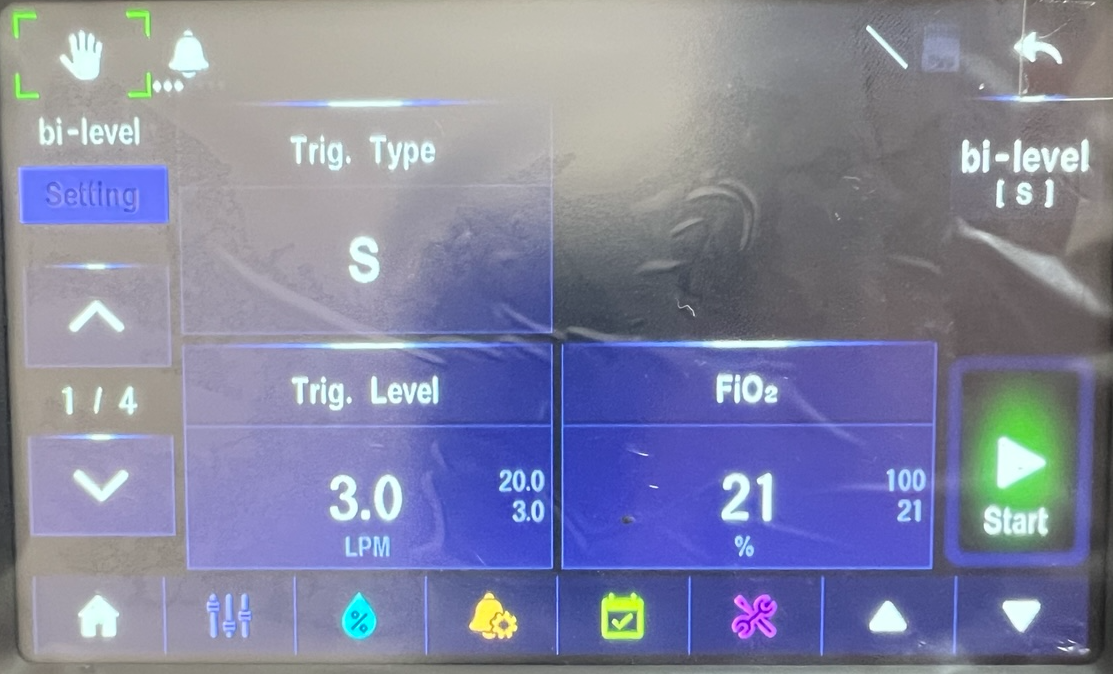 bi-level
Setting
1 / 4
Trig. Type
S
Trig. Level
3.0
20.0
3.0
LPM
FiO₂
21
100
21
%
bi-level
[ S ]
Start
%